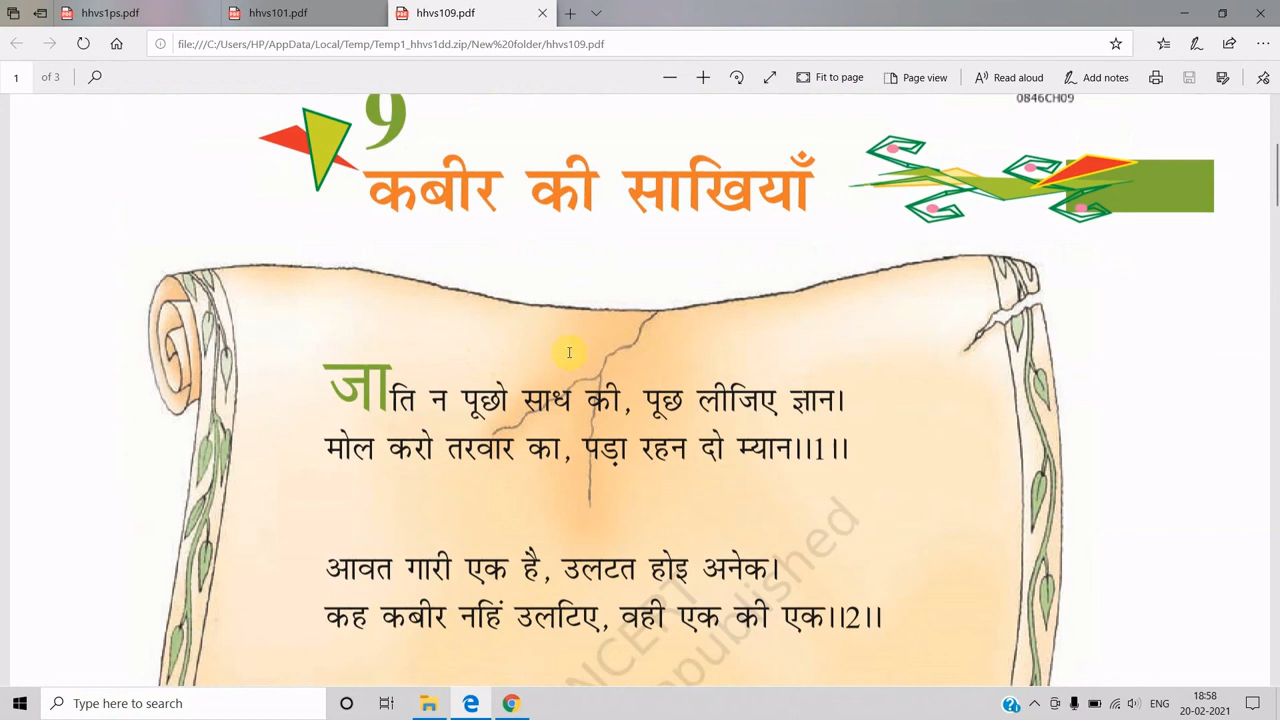 hhvs1ps.pdf
hhvs101.pdf
hhvs109.pdf
file:///C:/Users/HP/AppData/Local/Temp/Temp1_hhvs1dd.zip/New%20folder/hhvs109.pdf
1 of 3
Fit to page
Page view
Read aloud
Add notes
0846CH09
9
कबीर की साखियाँ
जाति न पूछो साध की, पूछ लीजिए ज्ञान।
मोल करो तरवार का, पड़ा रहन दो म्यान।।1।।
आवत गारी एक है, उलटत होइ अनेक।
कह कबीर नहिं उलटिए, वही एक की एक।।2।।
NCERT
published
Type here to search
ENG
18:58
20-02-2021